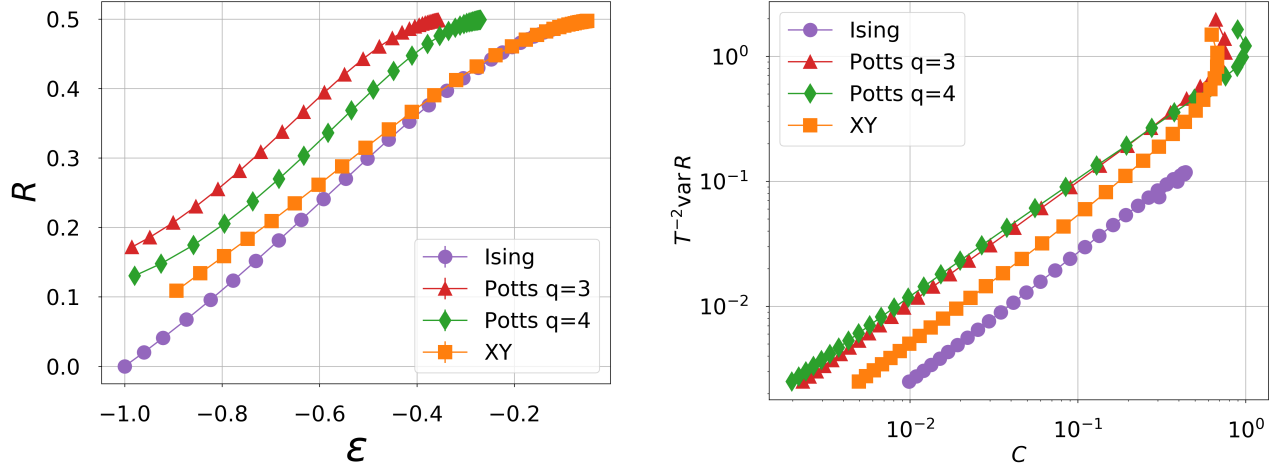 0.5
0.4
0.3
0.2
0.1
0.0
R
−1.0
−0.8
−0.6
−0.4
−0.2
ε
Ising
Potts q=3
Potts q=4
XY
Ising
Potts q=3
Potts q=4
XY
10⁰
10⁻¹
10⁻²
T⁻² var R
10⁻²
10⁻¹
10⁰
C